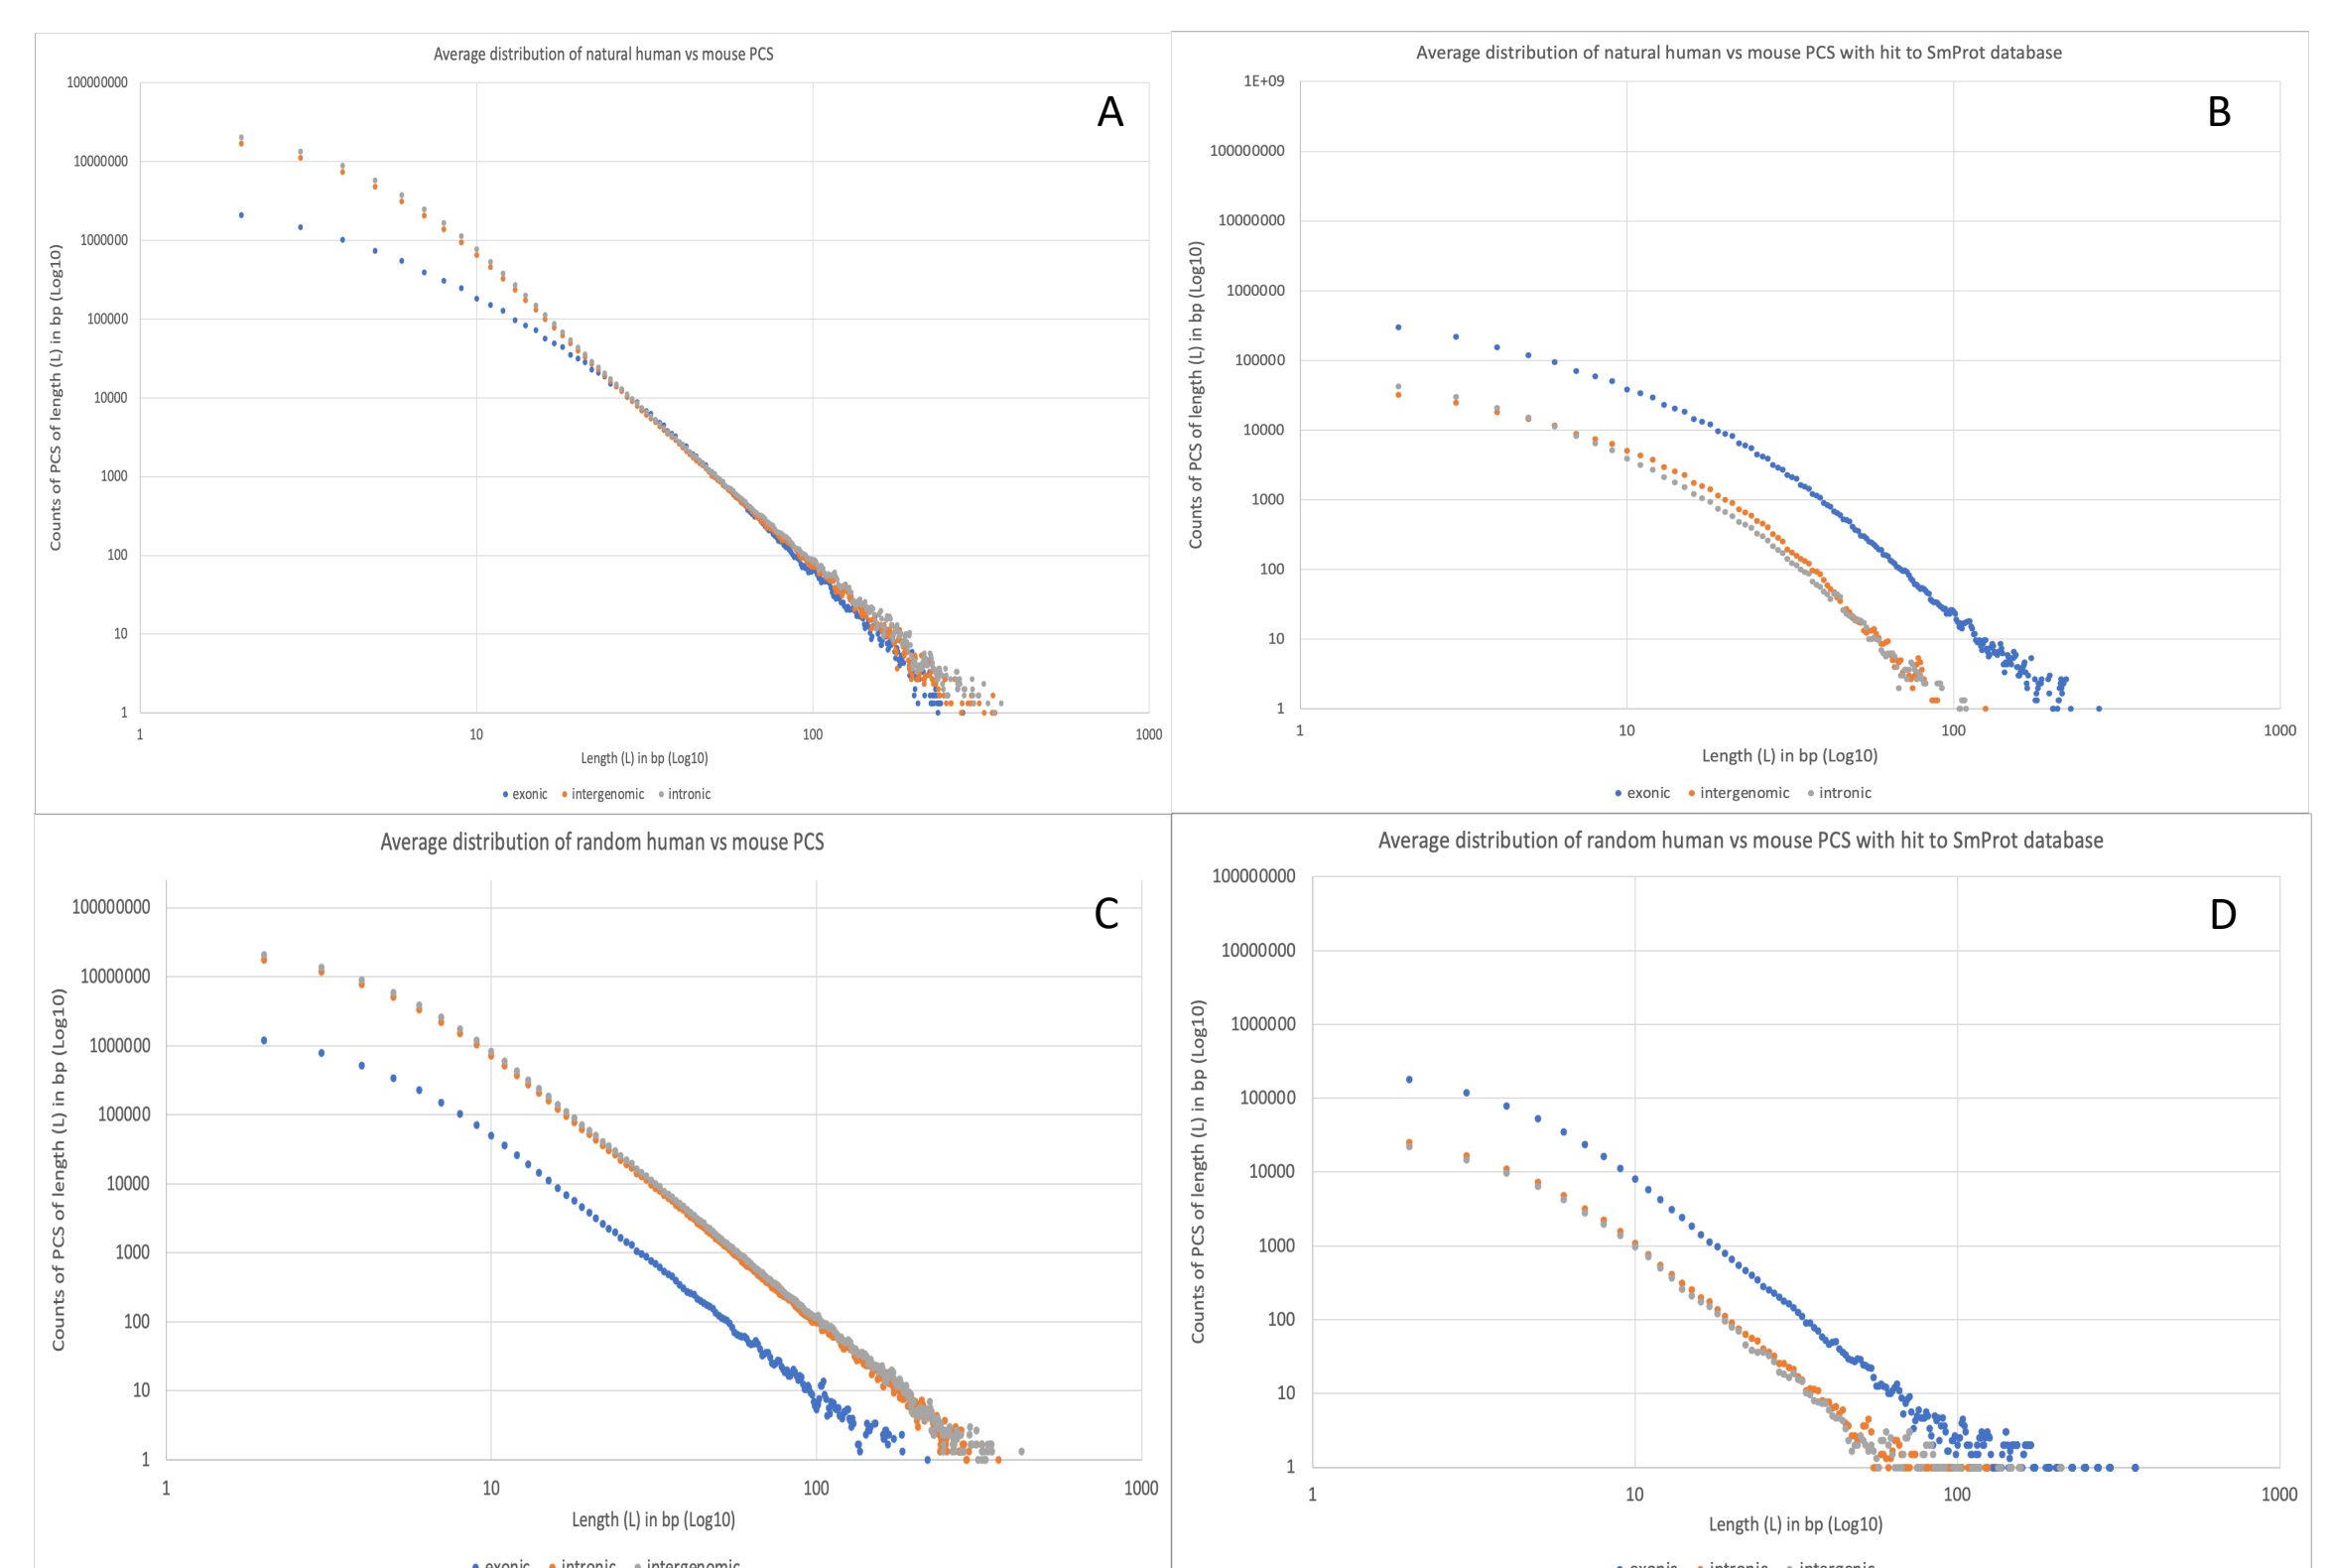 Average distribution of natural human vs mouse PCS
A
100000000
10000000
1000000
100000
10000
1000
100
10
1
Counts of PCS of length (L) in bp (Log10)
1 10 100 1000
Length (L) in bp (Log10)
exonic intergenomic intronic
Average distribution of natural human vs mouse PCS with hit to SmProt database
B
1E+09
100000000
10000000
1000000
100000
10000
1000
100
10
1
Counts of PCS of length (L) in bp (Log10)
1 10 100 1000
Length (L) in bp (Log10)
exonic intergenomic intronic
Average distribution of random human vs mouse PCS
C
100000000
10000000
1000000
100000
10000
1000
100
10
1
Counts of PCS of length (L) in bp (Log10)
1 10 100 1000
Length (L) in bp (Log10)
exonic intronic intergenomic
Average distribution of random human vs mouse PCS with hit to SmProt database
D
100000000
10000000
1000000
100000
10000
1000
100
10
1
Counts of PCS of length (L) in bp (Log10)
1 10 100 1000
Length (L) in bp (Log10)
exonic intronic intergenic